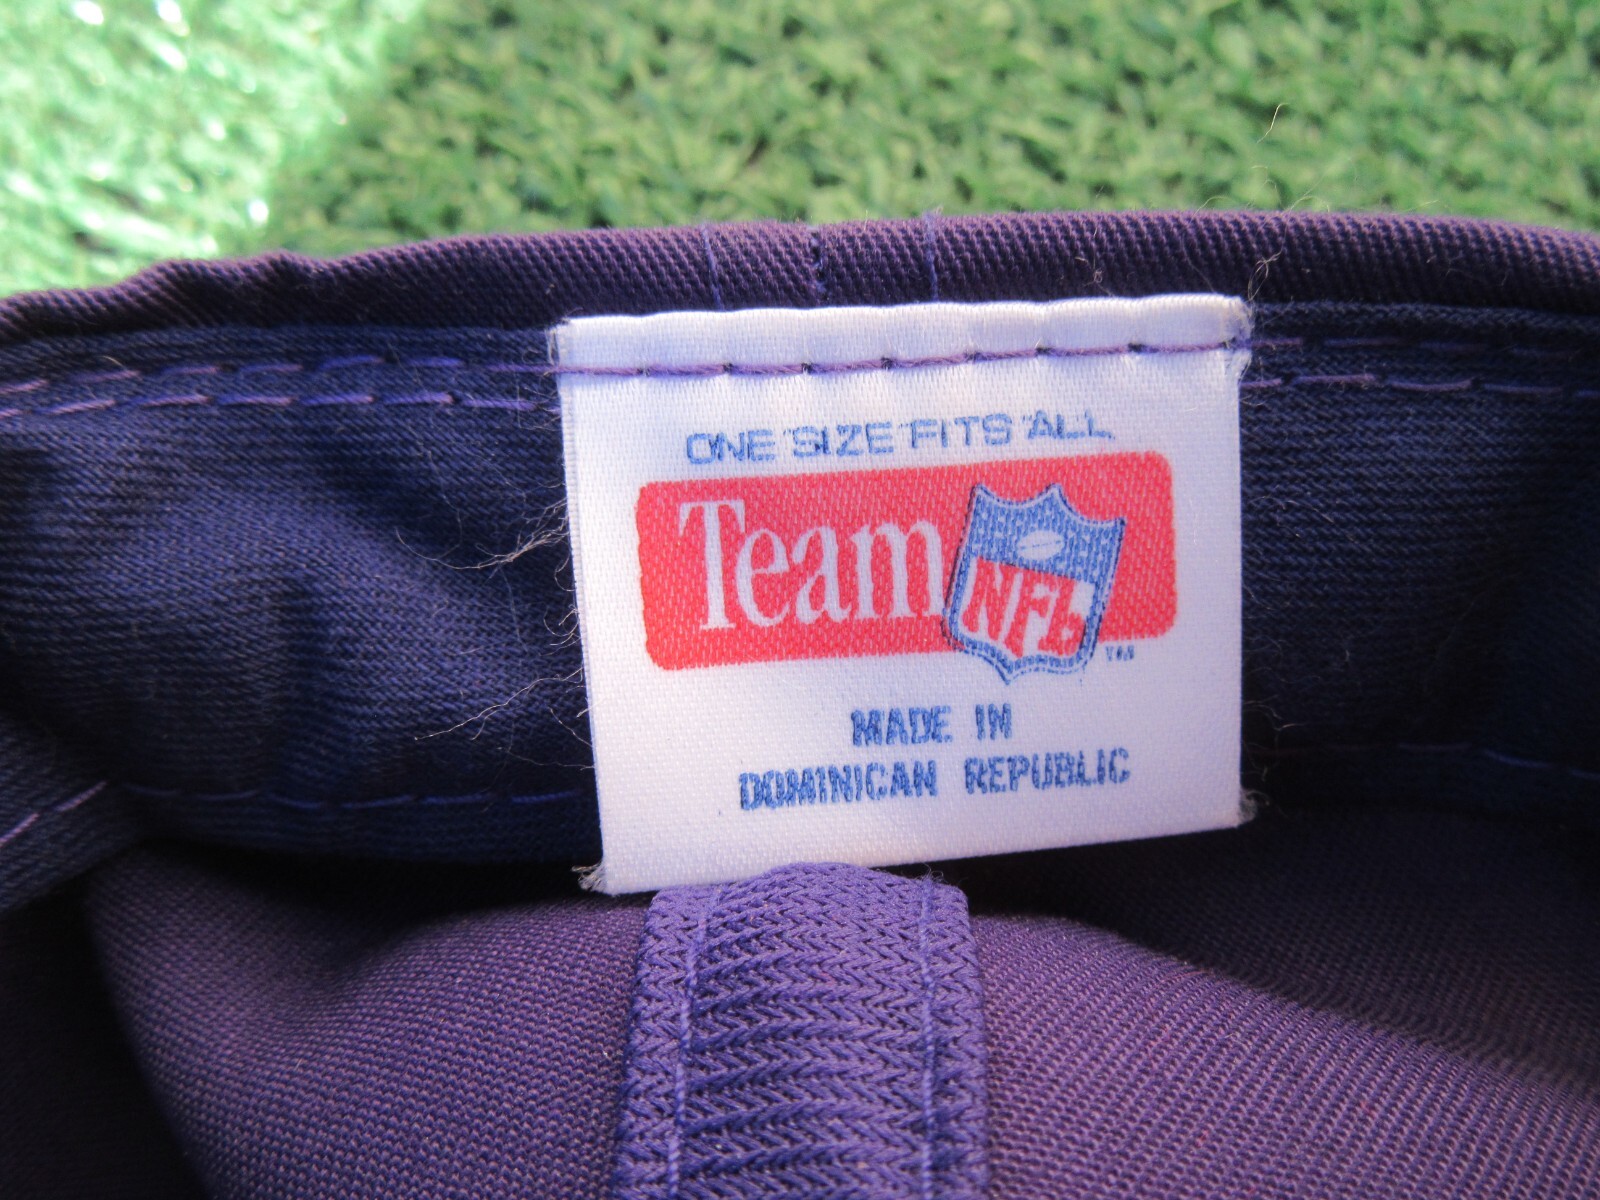 ONE SIZE FITS ALL
Team NFL ™
MADE IN
DOMINICAN REPUBLIC